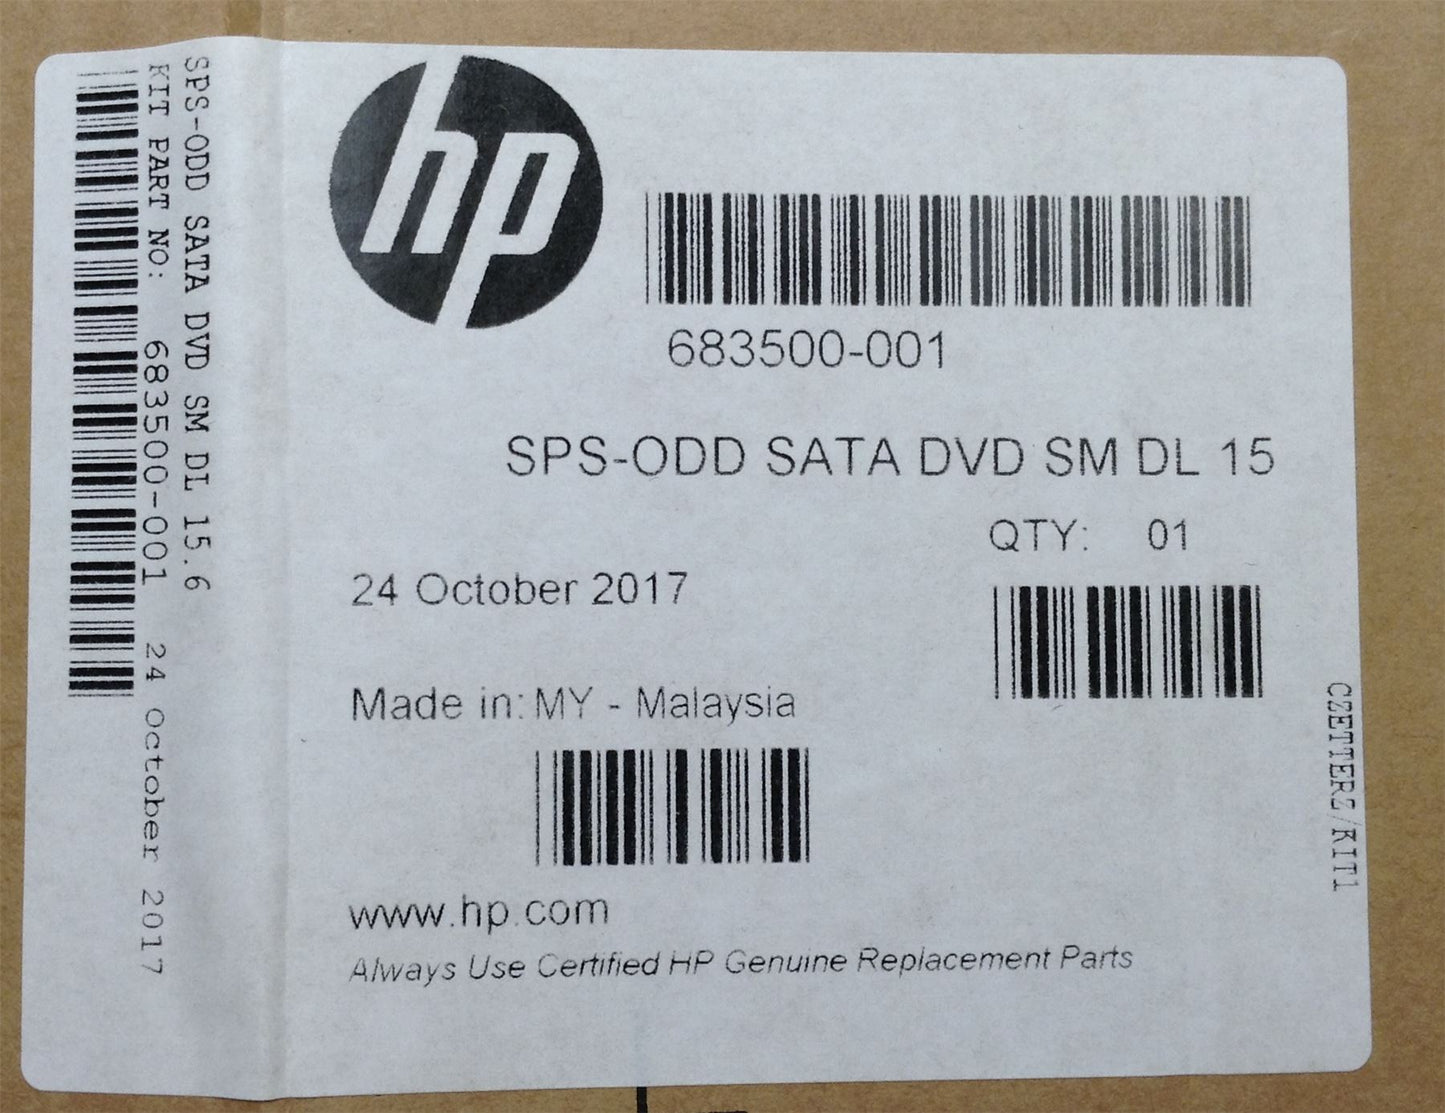 SPS-ODD SATA DVD SM DL 15.6
KIT PART NO: 683500-001 24 October 2017
hp
683500-001
SPS-ODD SATA DVD SM DL 15
QTY: 01
24 October 2017
Made in: MY - Malaysia
www.hp.com
Always Use Certified HP Genuine Replacement Parts
CZETTERZ/KIT1